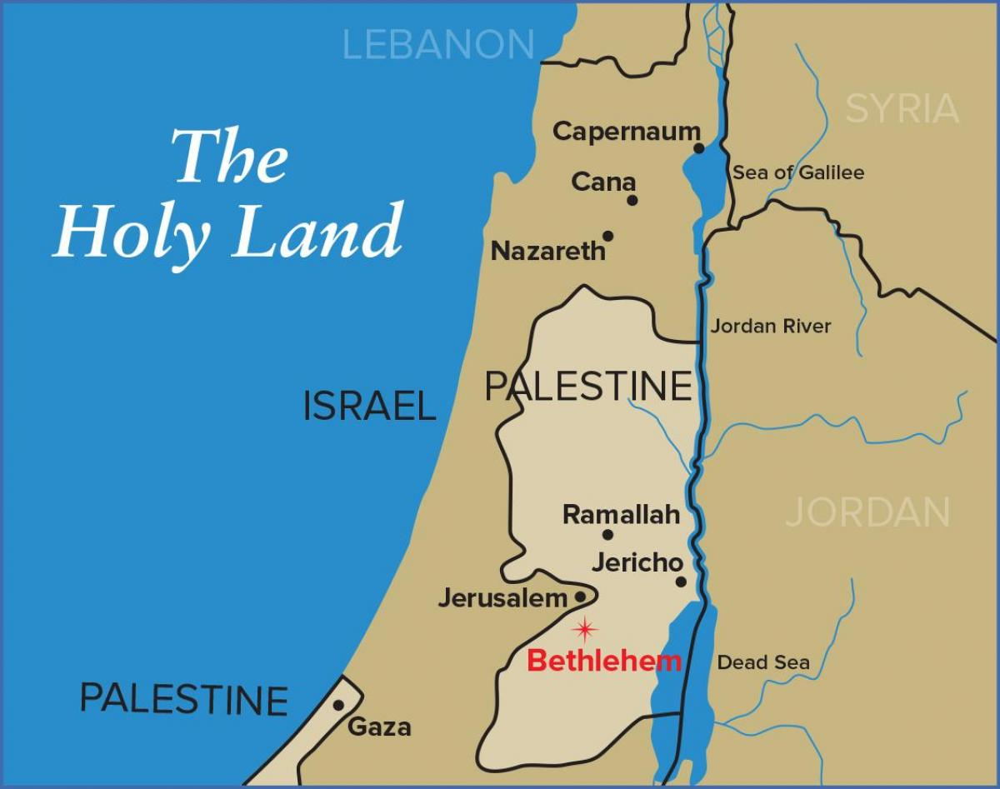 LEBANON
SYRIA
The
Holy Land
Capernaum
Cana
Sea of Galilee
Nazareth
Jordan River
PALESTINE
ISRAEL
Ramallah
JORDAN
Jericho
Jerusalem
Bethlehem
Dead Sea
PALESTINE
Gaza